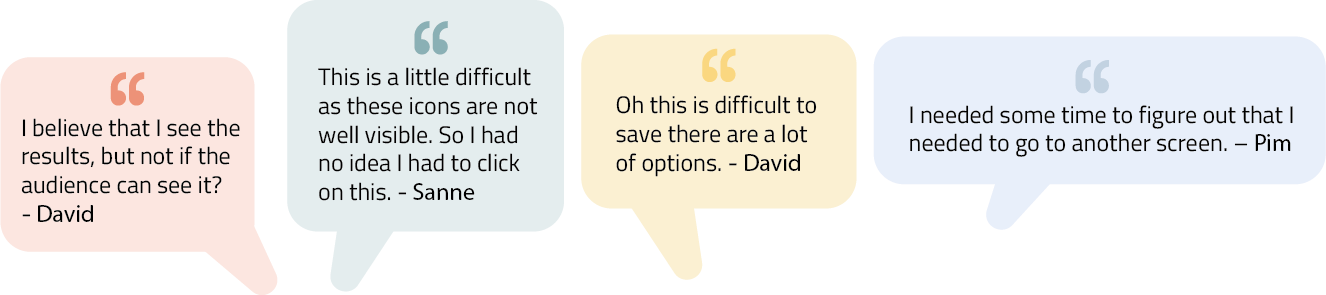 I believe that I see the
results, but not if the
audience can see it?
- David
This is a little difficult
as these icons are not
well visible. So I had
no idea I had to click
on this. - Sanne
Oh this is difficult to
save there are a lot
of options. - David
I needed some time to figure out that I
needed to go to another screen. – Pim